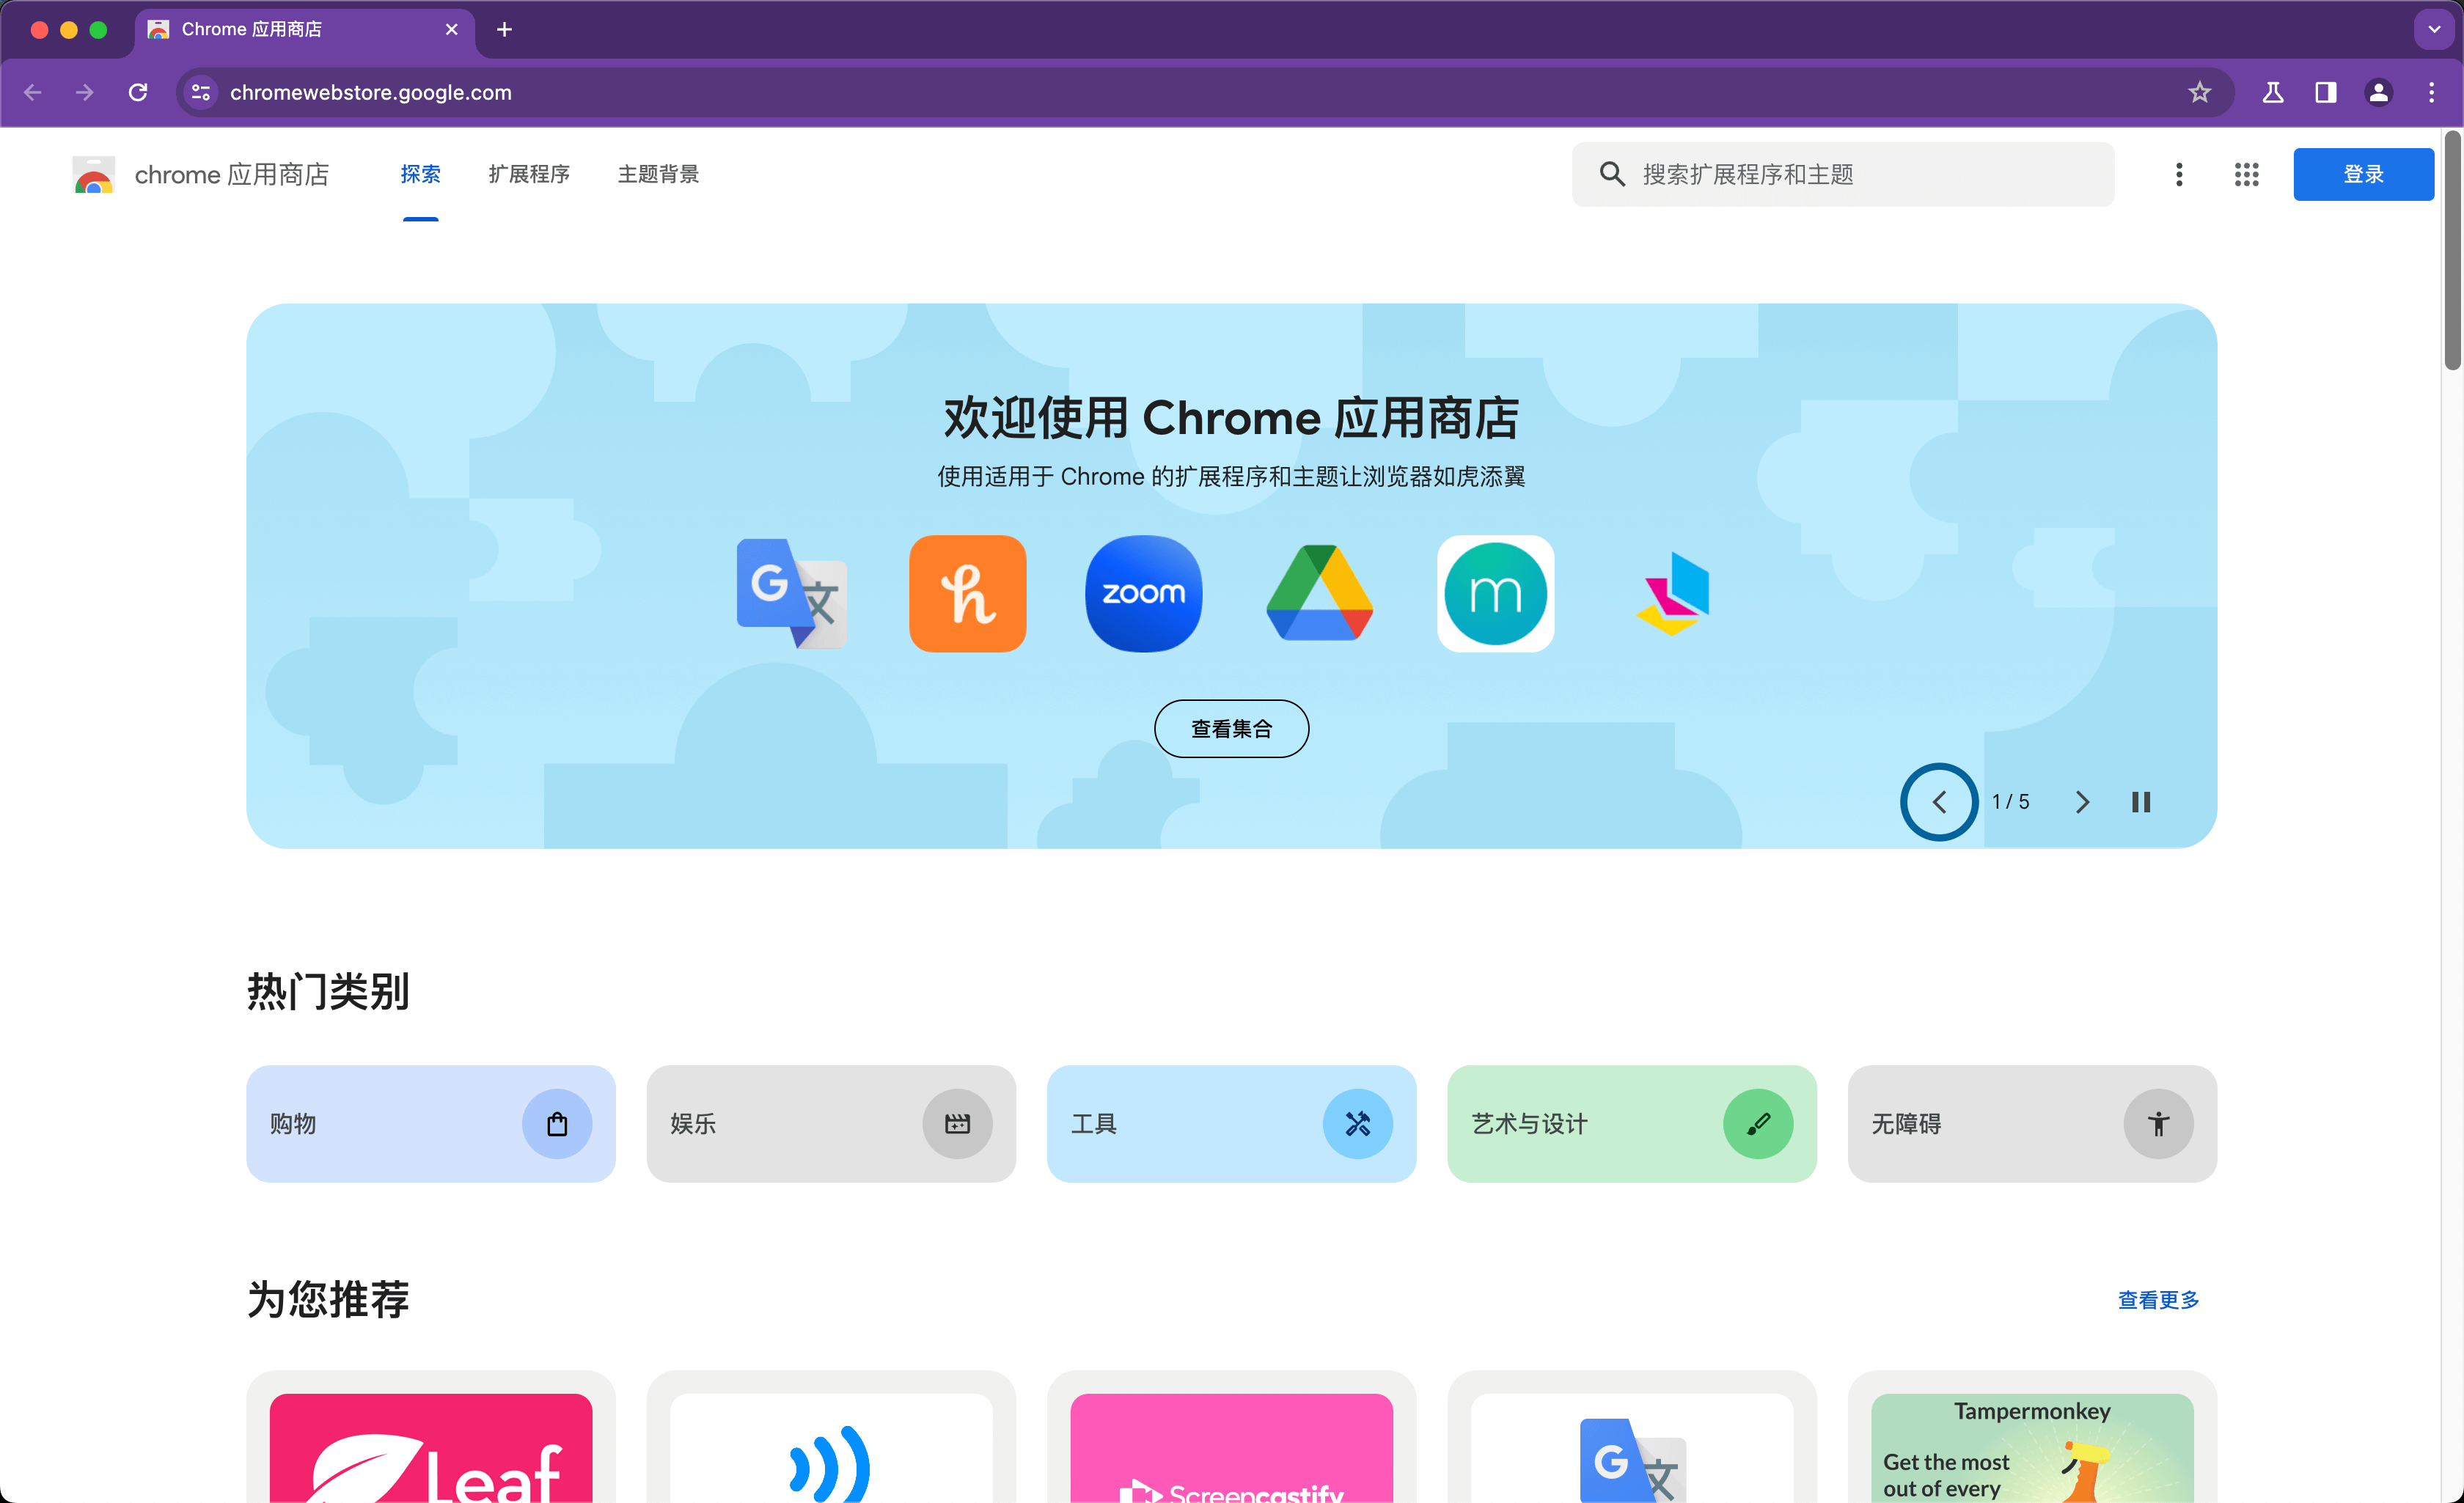 Chrome 应用商店
chromewebstore.google.com
chrome 应用商店
探索
扩展程序
主题背景
搜索扩展程序和主题
登录
欢迎使用 Chrome 应用商店
使用适用于 Chrome 的扩展程序和主题让浏览器如虎添翼
G 文
h
zoom
m
查看集合
1 / 5
热门类别
购物
娱乐
工具
艺术与设计
无障碍
为您推荐
查看更多
Leaf
Screencastify
G 文
Tampermonkey
Get the most
out of every